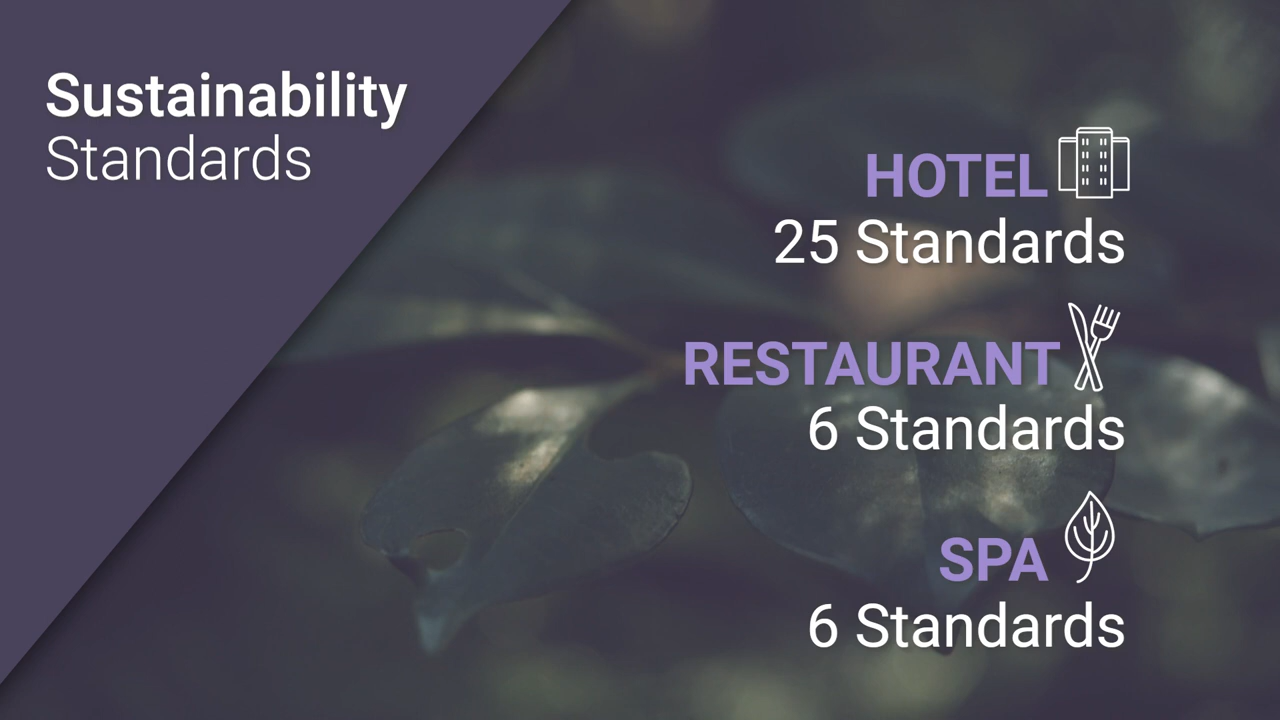 Sustainability
Standards
HOTEL
25 Standards
RESTAURANT
6 Standards
SPA
6 Standards